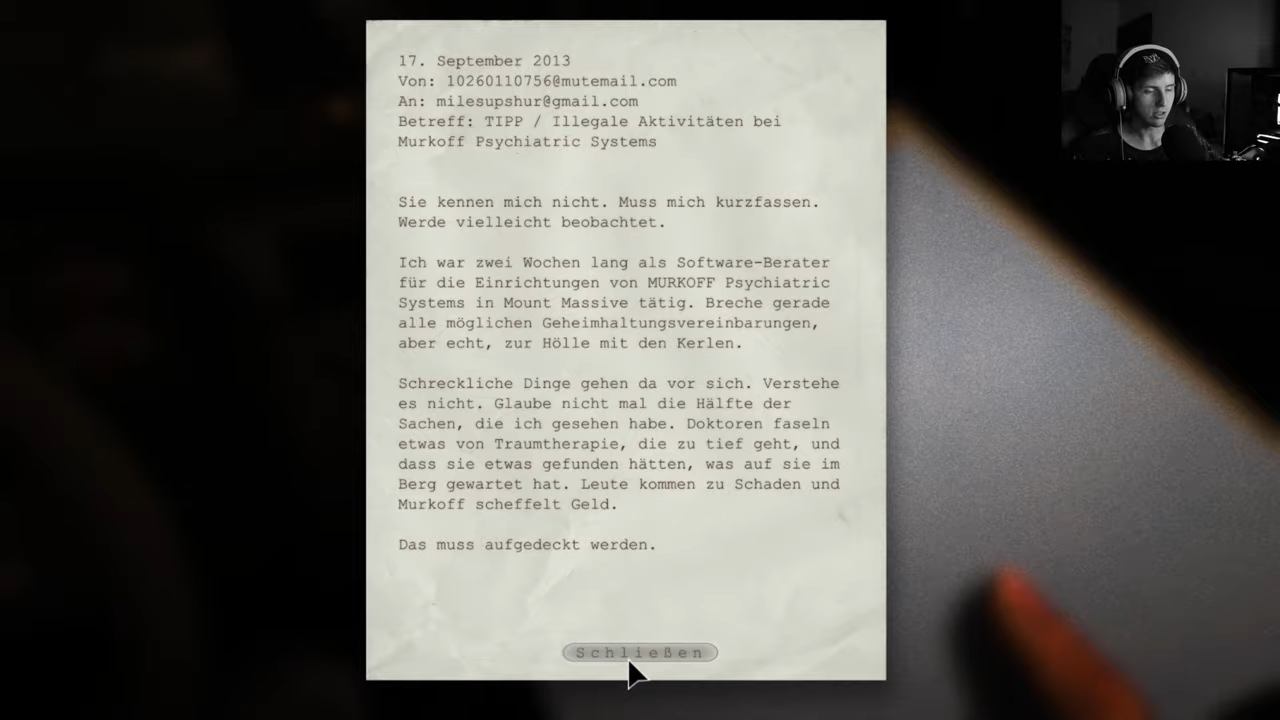 17. September 2013
Von: 10260110756@mutemail.com
An: milesupshur@gmail.com
Betreff: TIPP / Illegale Aktivitäten bei
Murkoff Psychiatric Systems
Sie kennen mich nicht. Muss mich kurzfassen.
Werde vielleicht beobachtet.
Ich war zwei Wochen lang als Software-Berater
für die Einrichtungen von MURKOFF Psychiatric
Systems in Mount Massive tätig. Breche gerade
alle möglichen Geheimhaltungsvereinbarungen,
aber echt, zur Hölle mit den Kerlen.
Schreckliche Dinge gehen da vor sich. Verstehe
es nicht. Glaube nicht mal die Hälfte der
Sachen, die ich gesehen habe. Doktoren faseln
etwas von Traumtherapie, die zu tief geht, und
dass sie etwas gefunden hätten, was auf sie im
Berg gewartet hat. Leute kommen zu Schaden und
Murkoff scheffelt Geld.
Das muss aufgedeckt werden.
Schließen